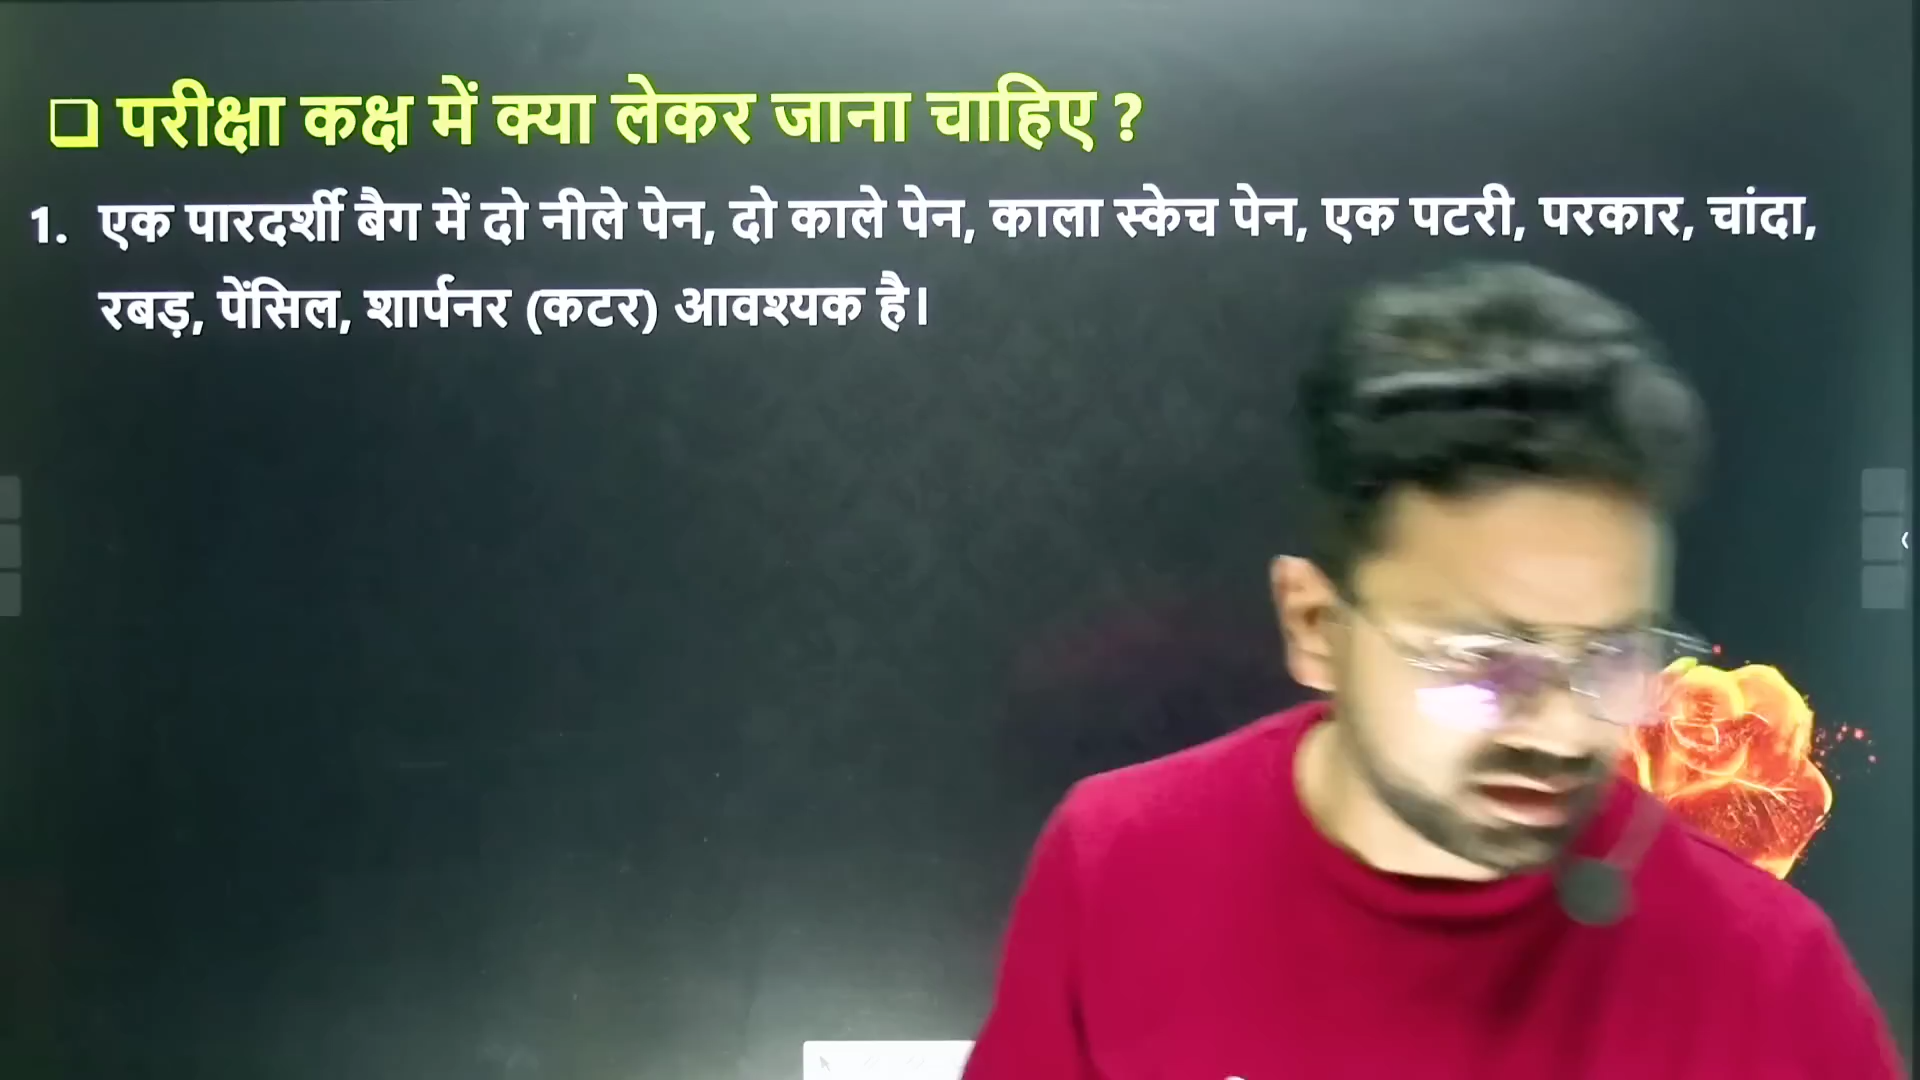 ❑ परीक्षा कक्ष में क्या लेकर जाना चाहिए ?
1. एक पारदर्शी बैग में दो नीले पेन, दो काले पेन, काला स्केच पेन, एक पटरी, परकार, चांदा,
रबड़, पेंसिल, शार्पनर (कटर) आवश्यक है।